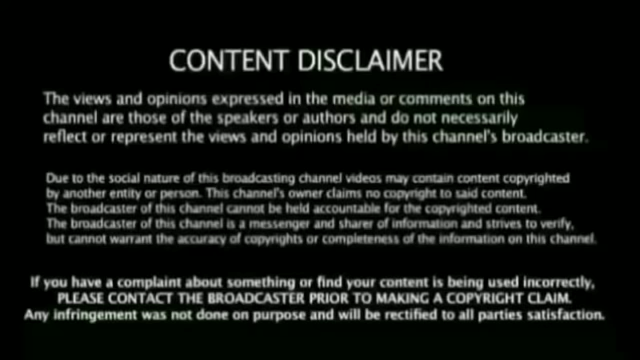 CONTENT DISCLAIMER
The views and opinions expressed in the media or comments on this
channel are those of the speakers or authors and do not necessarily
reflect or represent the views and opinions held by this channel's broadcaster.
Due to the social nature of this broadcasting channel videos may contain content copyrighted
by another entity or person. This channel's owner claims no copyright to said content.
The broadcaster of this channel cannot be held accountable for the copyrighted content.
The broadcaster of this channel is a messenger and sharer of information and strives to verify,
but cannot warrant the accuracy of copyrights or completeness of the information on this channel.
If you have a complaint about something or find your content is being used incorrectly,
PLEASE CONTACT THE BROADCASTER PRIOR TO MAKING A COPYRIGHT CLAIM.
Any infringement was not done on purpose and will be rectified to all parties satisfaction.